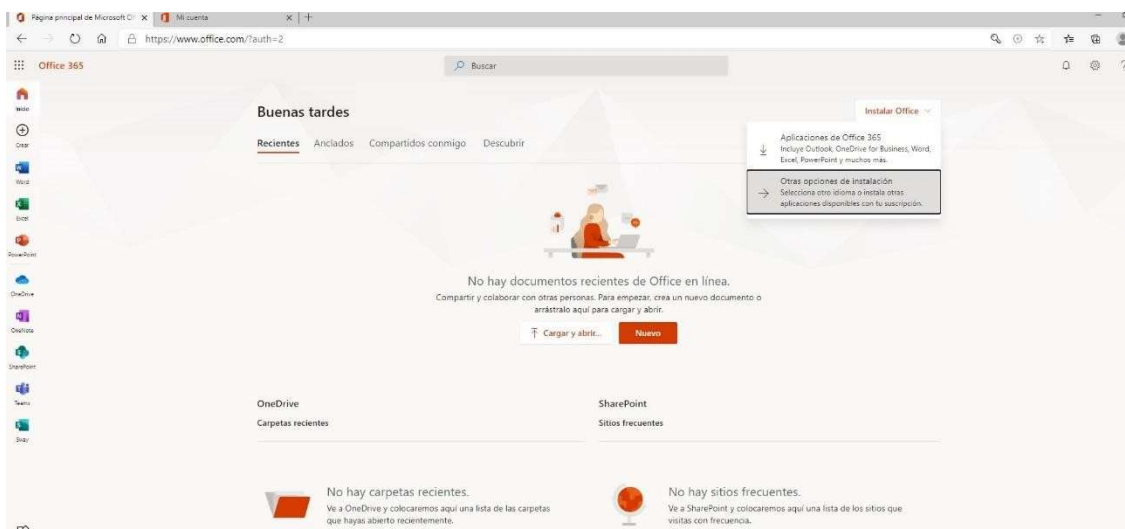 Página principal de Microsoft Of
Mi cuenta
https://www.office.com/?auth=2
Office 365
Buscar
Inicio
Buenas tardes
Instalar Office
Crear
Recientes Anclados Compartidos conmigo Descubrir
Aplicaciones de Office 365
Incluye Outlook, OneDrive for Business, Word,
Excel, PowerPoint y muchos más.
Word
Otras opciones de instalación
Selecciona otro idioma o instala otras
aplicaciones disponibles con tu suscripción.
Excel
PowerPoint
No hay documentos recientes de Office en línea.
OneDrive
Compartir y colaborar con otras personas. Para empezar, crea un nuevo documento o
arrástralo aquí para cargar y abrir.
OneNote
Cargar y abrir... Nuevo
SharePoint
Teams
OneDrive
SharePoint
Carpetas recientes
Sitios frecuentes
Sway
No hay carpetas recientes.
Ve a OneDrive y colocaremos aquí una lista de las carpetas
que hayas abierto recientemente.
No hay sitios frecuentes.
Ve a SharePoint y colocaremos aquí una lista de los sitios que
visitas con frecuencia.